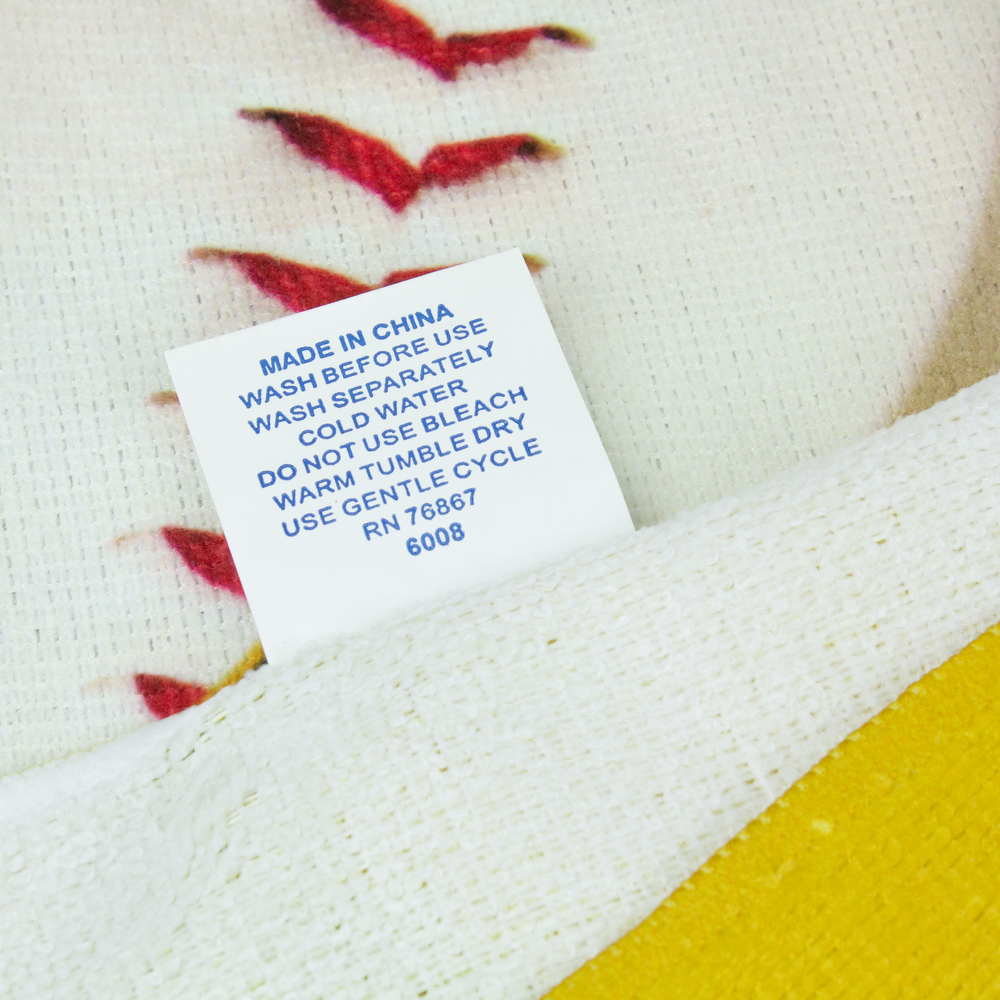 MADE IN CHINA
WASH BEFORE USE
WASH SEPARATELY
COLD WATER
DO NOT USE BLEACH
WARM TUMBLE DRY
USE GENTLE CYCLE
RN 76867
6008